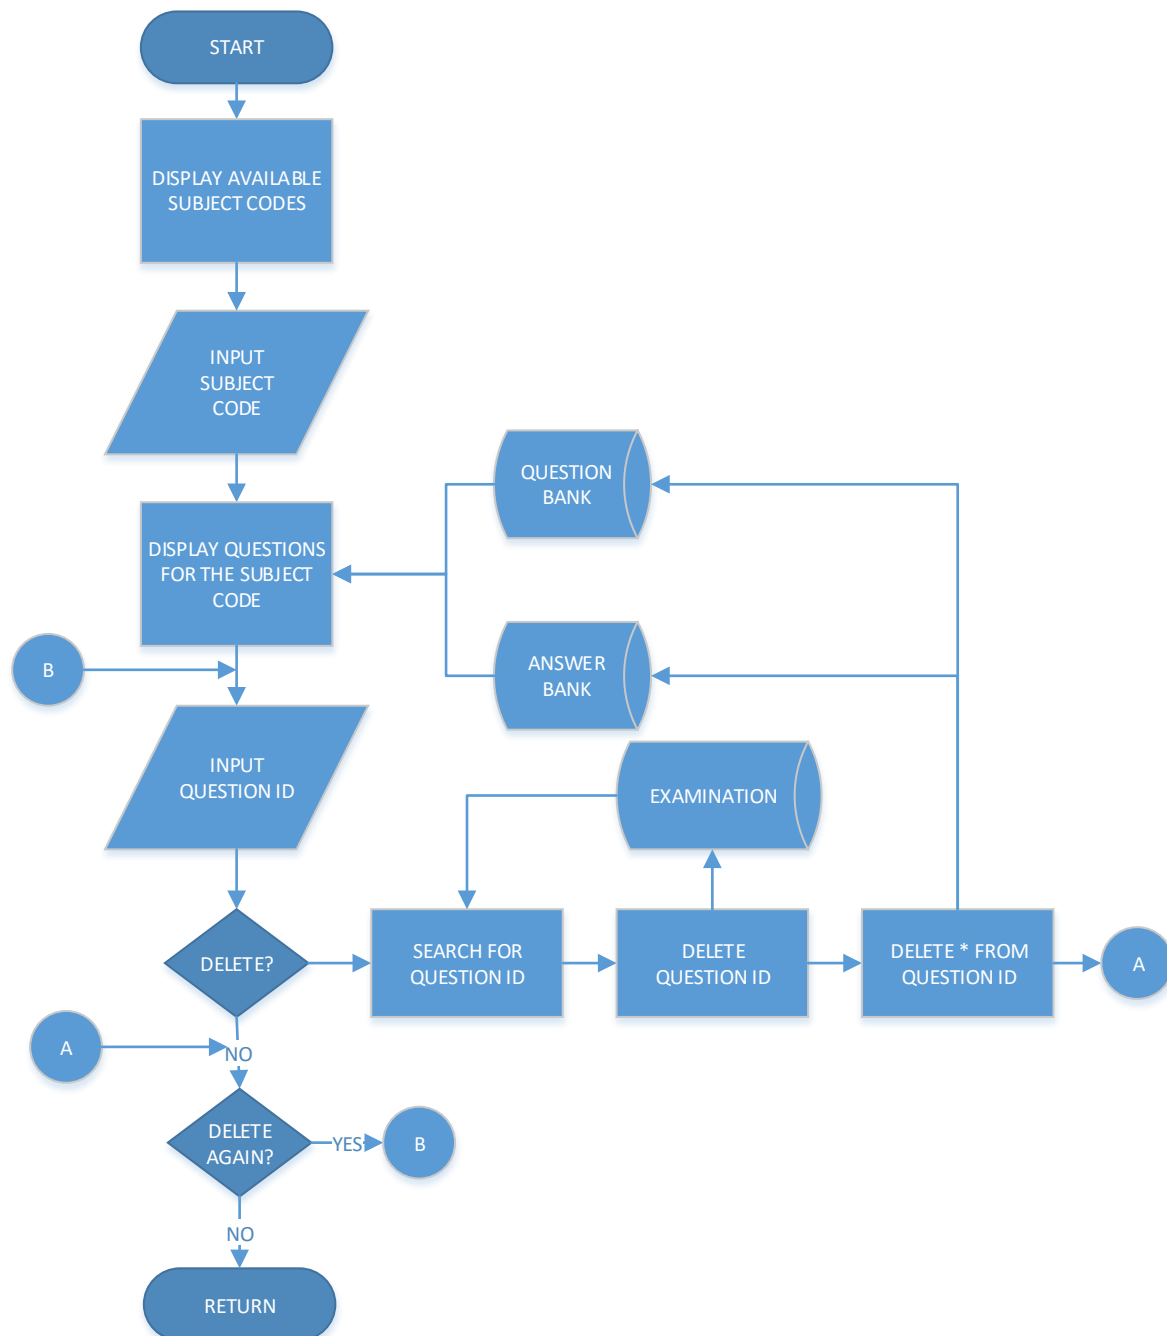 START
DISPLAY AVAILABLE
SUBJECT CODES
INPUT
SUBJECT
CODE
QUESTION
BANK
DISPLAY QUESTIONS
FOR THE SUBJECT
CODE
B
ANSWER
BANK
INPUT
QUESTION ID
EXAMINATION
DELETE?
SEARCH FOR
QUESTION ID
DELETE
QUESTION ID
DELETE * FROM
QUESTION ID
A
A
NO
DELETE
AGAIN?
YES
B
NO
RETURN